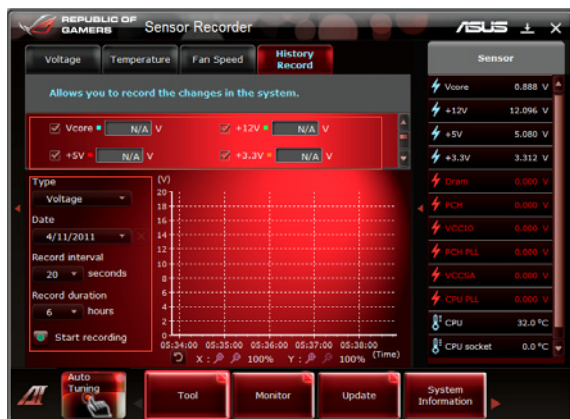 REPUBLIC OF
GAMERS
Sensor Recorder
ASUS
Voltage
Temperature
Fan Speed
History
Record
Allows you to record the changes in the system.
Vcore N/A V
+12V N/A V
+5V N/A V
+3.3V N/A V
Type
Voltage
Date
4/11/2011
Record interval
20 seconds
Record duration
6 hours
Start recording
(V)
20
18
16
14
12
10
8
6
4
2
0
05:34:00 05:35:00 05:36:00 05:37:00 05:38:00
X : 100% Y : 100% (Time)
Sensor
Vcore 0.888 V
+12V 12.096 V
+5V 5.080 V
+3.3V 3.312 V
Dram 0.000 V
PCH 0.000 V
VCCIO 0.000 V
PCH PLL 0.000 V
VCCSA 0.000 V
CPU PLL 0.000 V
CPU 32.0 ºC
CPU socket 0.0 ºC
Auto
Tuning
Tool
Monitor
Update
System
Information